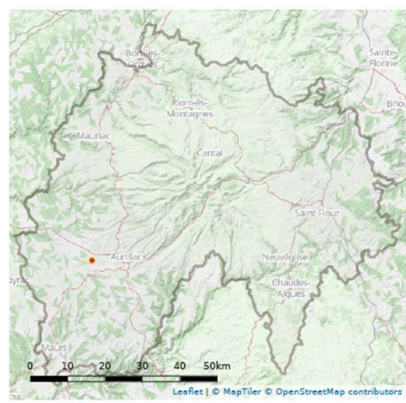 Bort-les-
Orgues
Sainte-
Florine
Riom-ès-
Montagnes
Mauriac
Cantal
Saint-Flour
Aurillac
Neuvéglise
Chaudes-
Aigues
Maurs
0 10 20 30 40 50km
Leaflet | © MapTiler © OpenStreetMap contributors